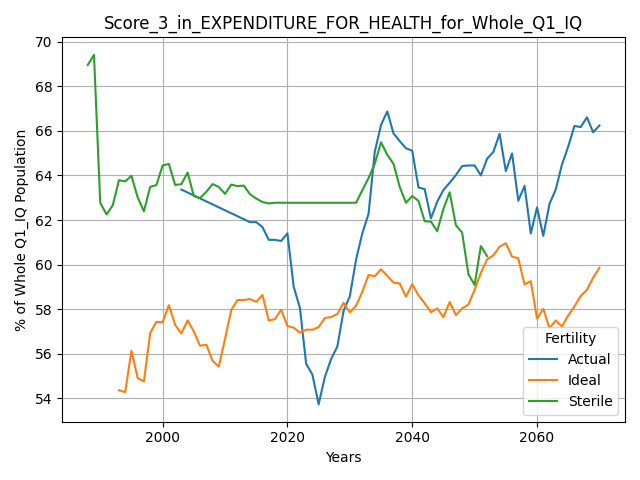 Score_3_in_EXPENDITURE_FOR_HEALTH_for_Whole_Q1_IQ
% of Whole Q1_IQ Population
70
68
66
64
62
60
58
56
54
2000
2020
2040
2060
Years
Fertility
Actual
Ideal
Sterile